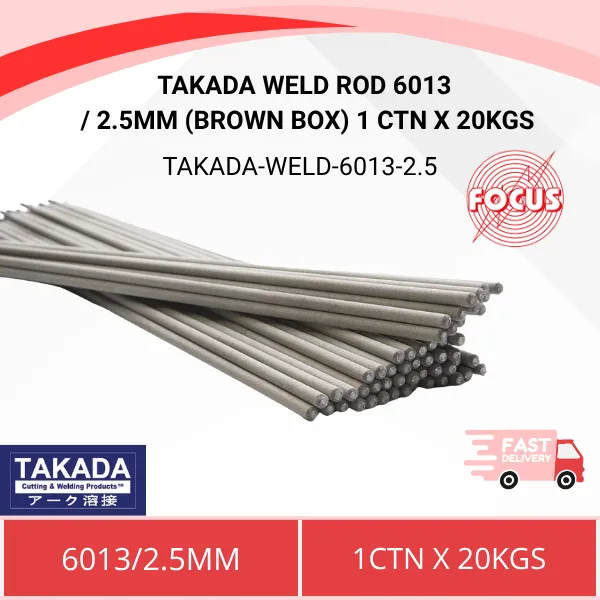 TAKADA WELD ROD 6013
/ 2.5MM (BROWN BOX) 1 CTN X 20KGS
TAKADA-WELD-6013-2.5
FOCUS
FAST
DELIVERY
TAKADA
Cutting & Welding Products™
アーク溶接
6013/2.5MM
1CTN X 20KGS